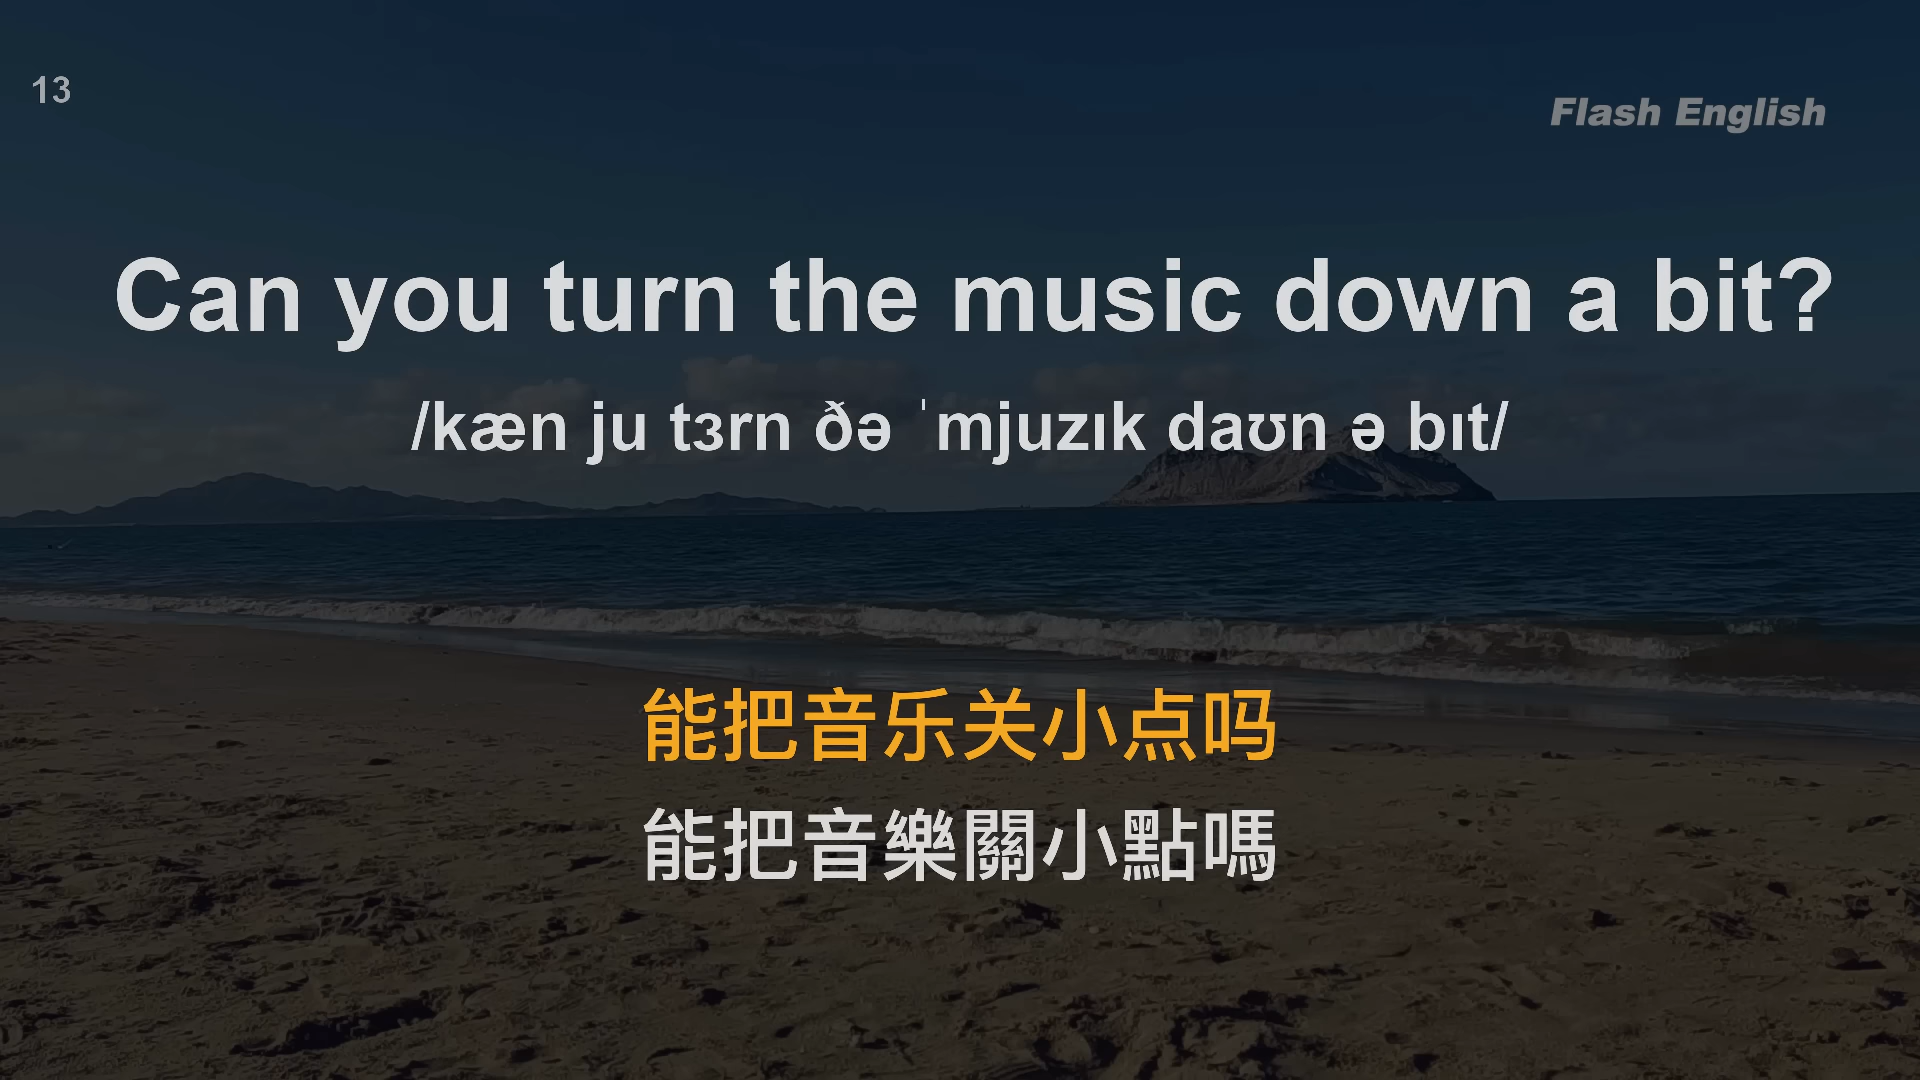 13
Flash English
Can you turn the music down a bit?
/kæn ju tɜrn ðə ˈmjuzɪk daʊn ə bɪt/
能把音乐关小点吗
能把音樂關小點嗎